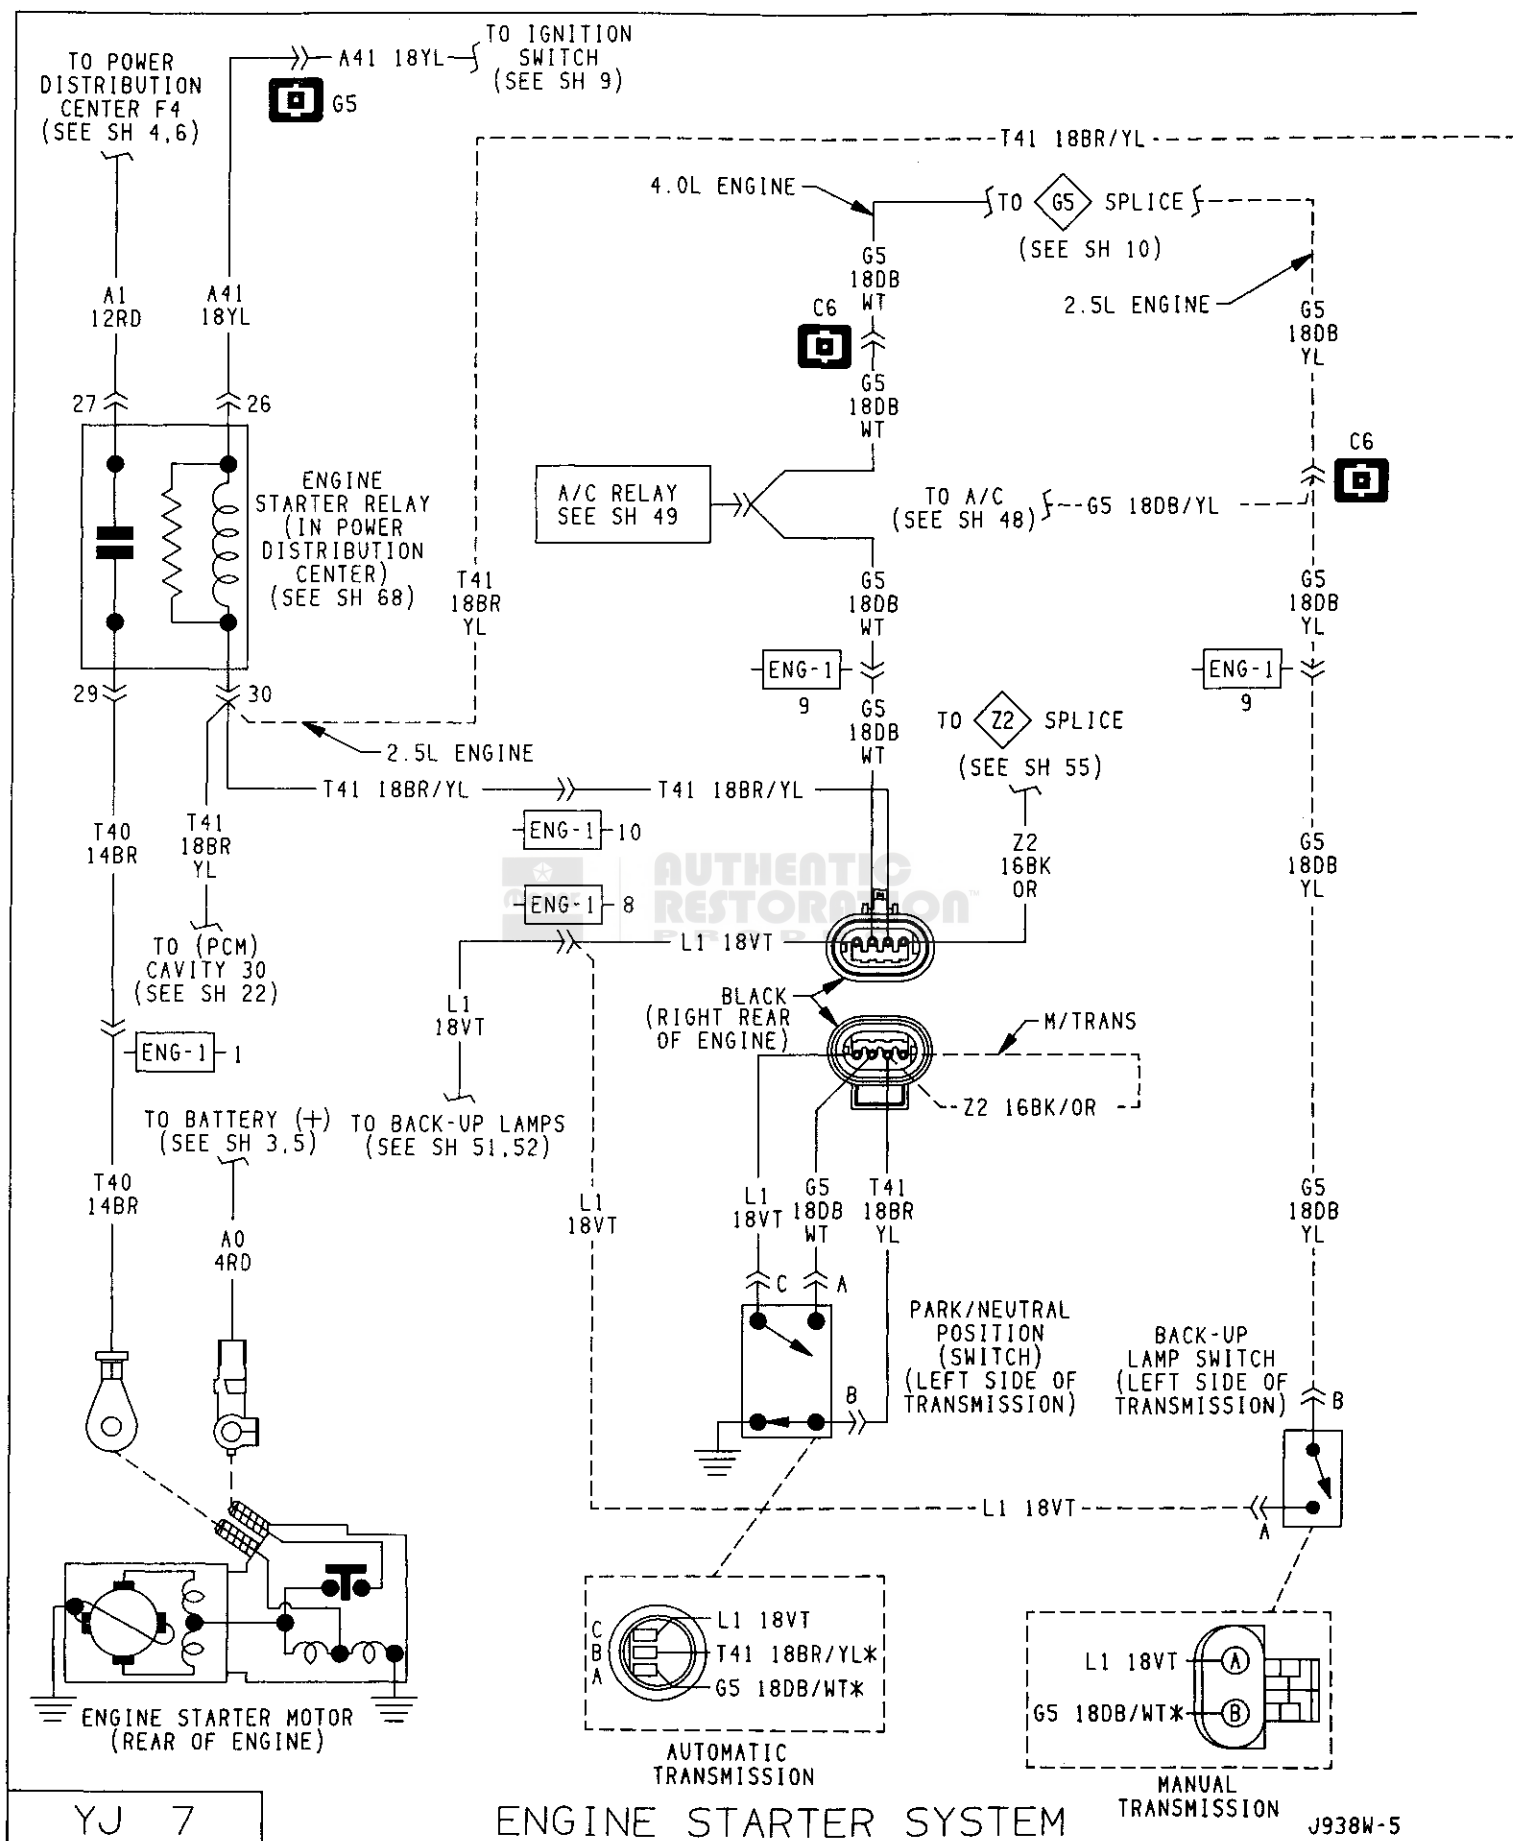 TO POWER
DISTRIBUTION
CENTER F4
(SEE SH 4,6)
A41 18YL
TO IGNITION
SWITCH
(SEE SH 9)
G5
T41 18BR/YL
4.0L ENGINE
TO G5 SPLICE
(SEE SH 10)
2.5L ENGINE
A1
12RD
A41
18YL
G5
18DB
WT
C6
G5
18DB
YL
27
26
G5
18DB
WT
C6
ENGINE
STARTER RELAY
(IN POWER
DISTRIBUTION
CENTER)
(SEE SH 68)
A/C RELAY
SEE SH 49
TO A/C
(SEE SH 48)
G5 18DB/YL
T41
18BR
YL
G5
18DB
WT
G5
18DB
YL
ENG-1
9
ENG-1
9
29
30
G5
18DB
WT
TO Z2 SPLICE
(SEE SH 55)
2.5L ENGINE
T41 18BR/YL
T41 18BR/YL
ENG-1 10
T40
14BR
T41
18BR
YL
Z2
16BK
OR
G5
18DB
YL
AUTHENTIC
RESTORATION™
ENG-1 8
L1 18VT
TO (PCM)
CAVITY 30
(SEE SH 22)
L1
18VT
BLACK
(RIGHT REAR
OF ENGINE)
M/TRANS
ENG-1 1
Z2 16BK/OR
TO BATTERY (+)
(SEE SH 3,5)
TO BACK-UP LAMPS
(SEE SH 51,52)
T40
14BR
L1
18VT
L1
18VT
G5
18DB
WT
T41
18BR
YL
G5
18DB
YL
A0
4RD
C
A
PARK/NEUTRAL
POSITION
(SWITCH)
(LEFT SIDE OF
TRANSMISSION)
BACK-UP
LAMP SWITCH
(LEFT SIDE OF
TRANSMISSION)
B
B
L1 18VT
A
C
B
A
L1 18VT
T41 18BR/YL*
G5 18DB/WT*
L1 18VT A
G5 18DB/WT* B
ENGINE STARTER MOTOR
(REAR OF ENGINE)
AUTOMATIC
TRANSMISSION
MANUAL
TRANSMISSION
YJ 7
ENGINE STARTER SYSTEM
J938W-5